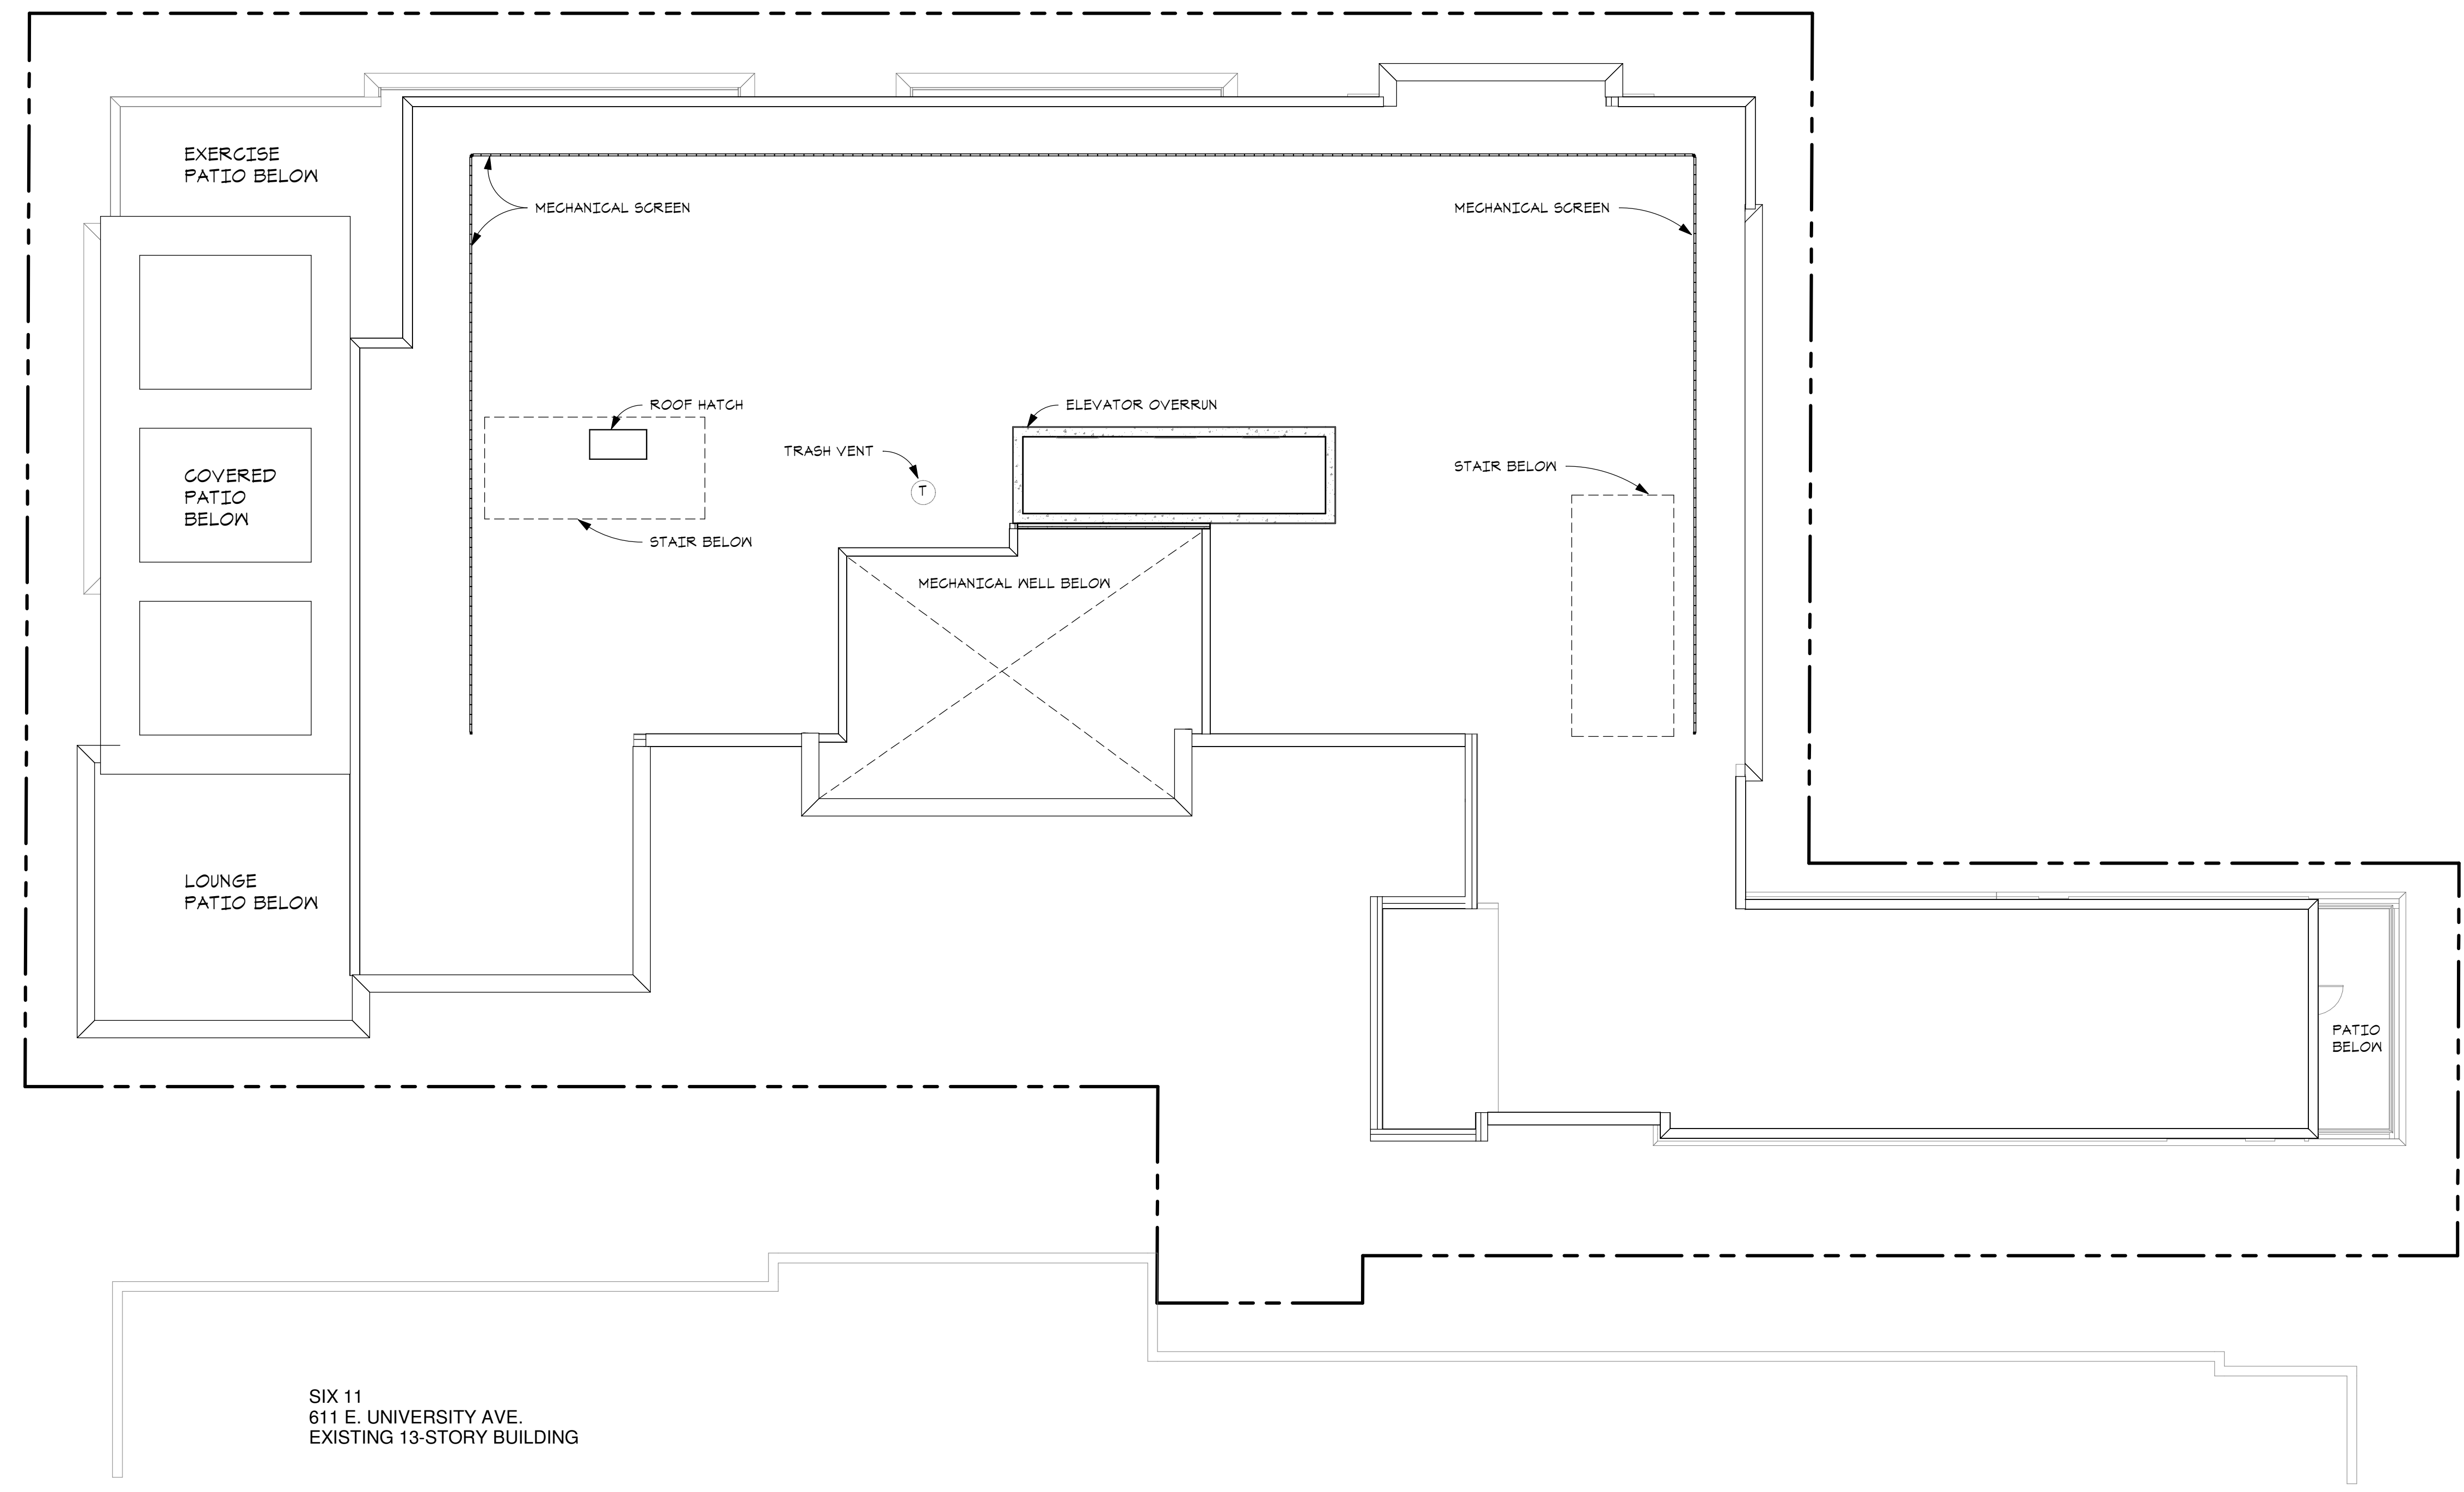 EXERCISE
PATIO BELOW
MECHANICAL SCREEN
MECHANICAL SCREEN
ROOF HATCH
ELEVATOR OVERRUN
TRASH VENT
T
STAIR BELOW
COVERED
PATIO
BELOW
STAIR BELOW
MECHANICAL WELL BELOW
LOUNGE
PATIO BELOW
PATIO
BELOW
SIX 11
611 E. UNIVERSITY AVE.
EXISTING 13-STORY BUILDING